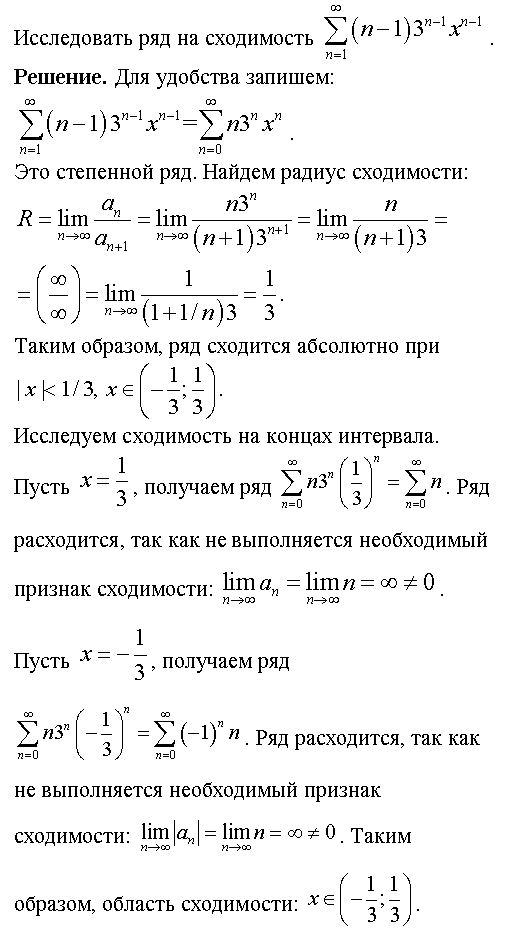 Исследовать ряд на сходимость $\sum_{n=1}^{\infty}(n-1)3^{n-1}x^{n-1}$ .
Решение. Для удобства запишем:
$\sum_{n=1}^{\infty}(n-1)3^{n-1}x^{n-1}=\sum_{n=0}^{\infty}n3^{n}x^{n}$ .
Это степенной ряд. Найдем радиус сходимости:
$R=\lim_{n\to\infty}\frac{a_n}{a_{n+1}}=\lim_{n\to\infty}\frac{n3^n}{(n+1)3^{n+1}}=\lim_{n\to\infty}\frac{n}{(n+1)3}=$
$=\left(\frac{\infty}{\infty}\right)=\lim_{n\to\infty}\frac{1}{(1+1/n)3}=\frac{1}{3}.$
Таким образом, ряд сходится абсолютно при
$|x|<1/3,\ x\in\left(-\frac{1}{3};\frac{1}{3}\right).$
Исследуем сходимость на концах интервала.
Пусть $x=\frac{1}{3}$, получаем ряд $\sum_{n=0}^{\infty}n3^n\left(\frac{1}{3}\right)^n=\sum_{n=0}^{\infty}n$. Ряд
расходится, так как не выполняется необходимый
признак сходимости: $\lim_{n\to\infty}a_n=\lim_{n\to\infty}n=\infty\neq 0$.
Пусть $x=-\frac{1}{3}$, получаем ряд
$\sum_{n=0}^{\infty}n3^n\left(-\frac{1}{3}\right)^n=\sum_{n=0}^{\infty}(-1)^n n$. Ряд расходится, так как
не выполняется необходимый признак
сходимости: $\lim_{n\to\infty}|a_n|=\lim_{n\to\infty}n=\infty\neq 0$. Таким
образом, область сходимости: $x\in\left(-\frac{1}{3};\frac{1}{3}\right)$.